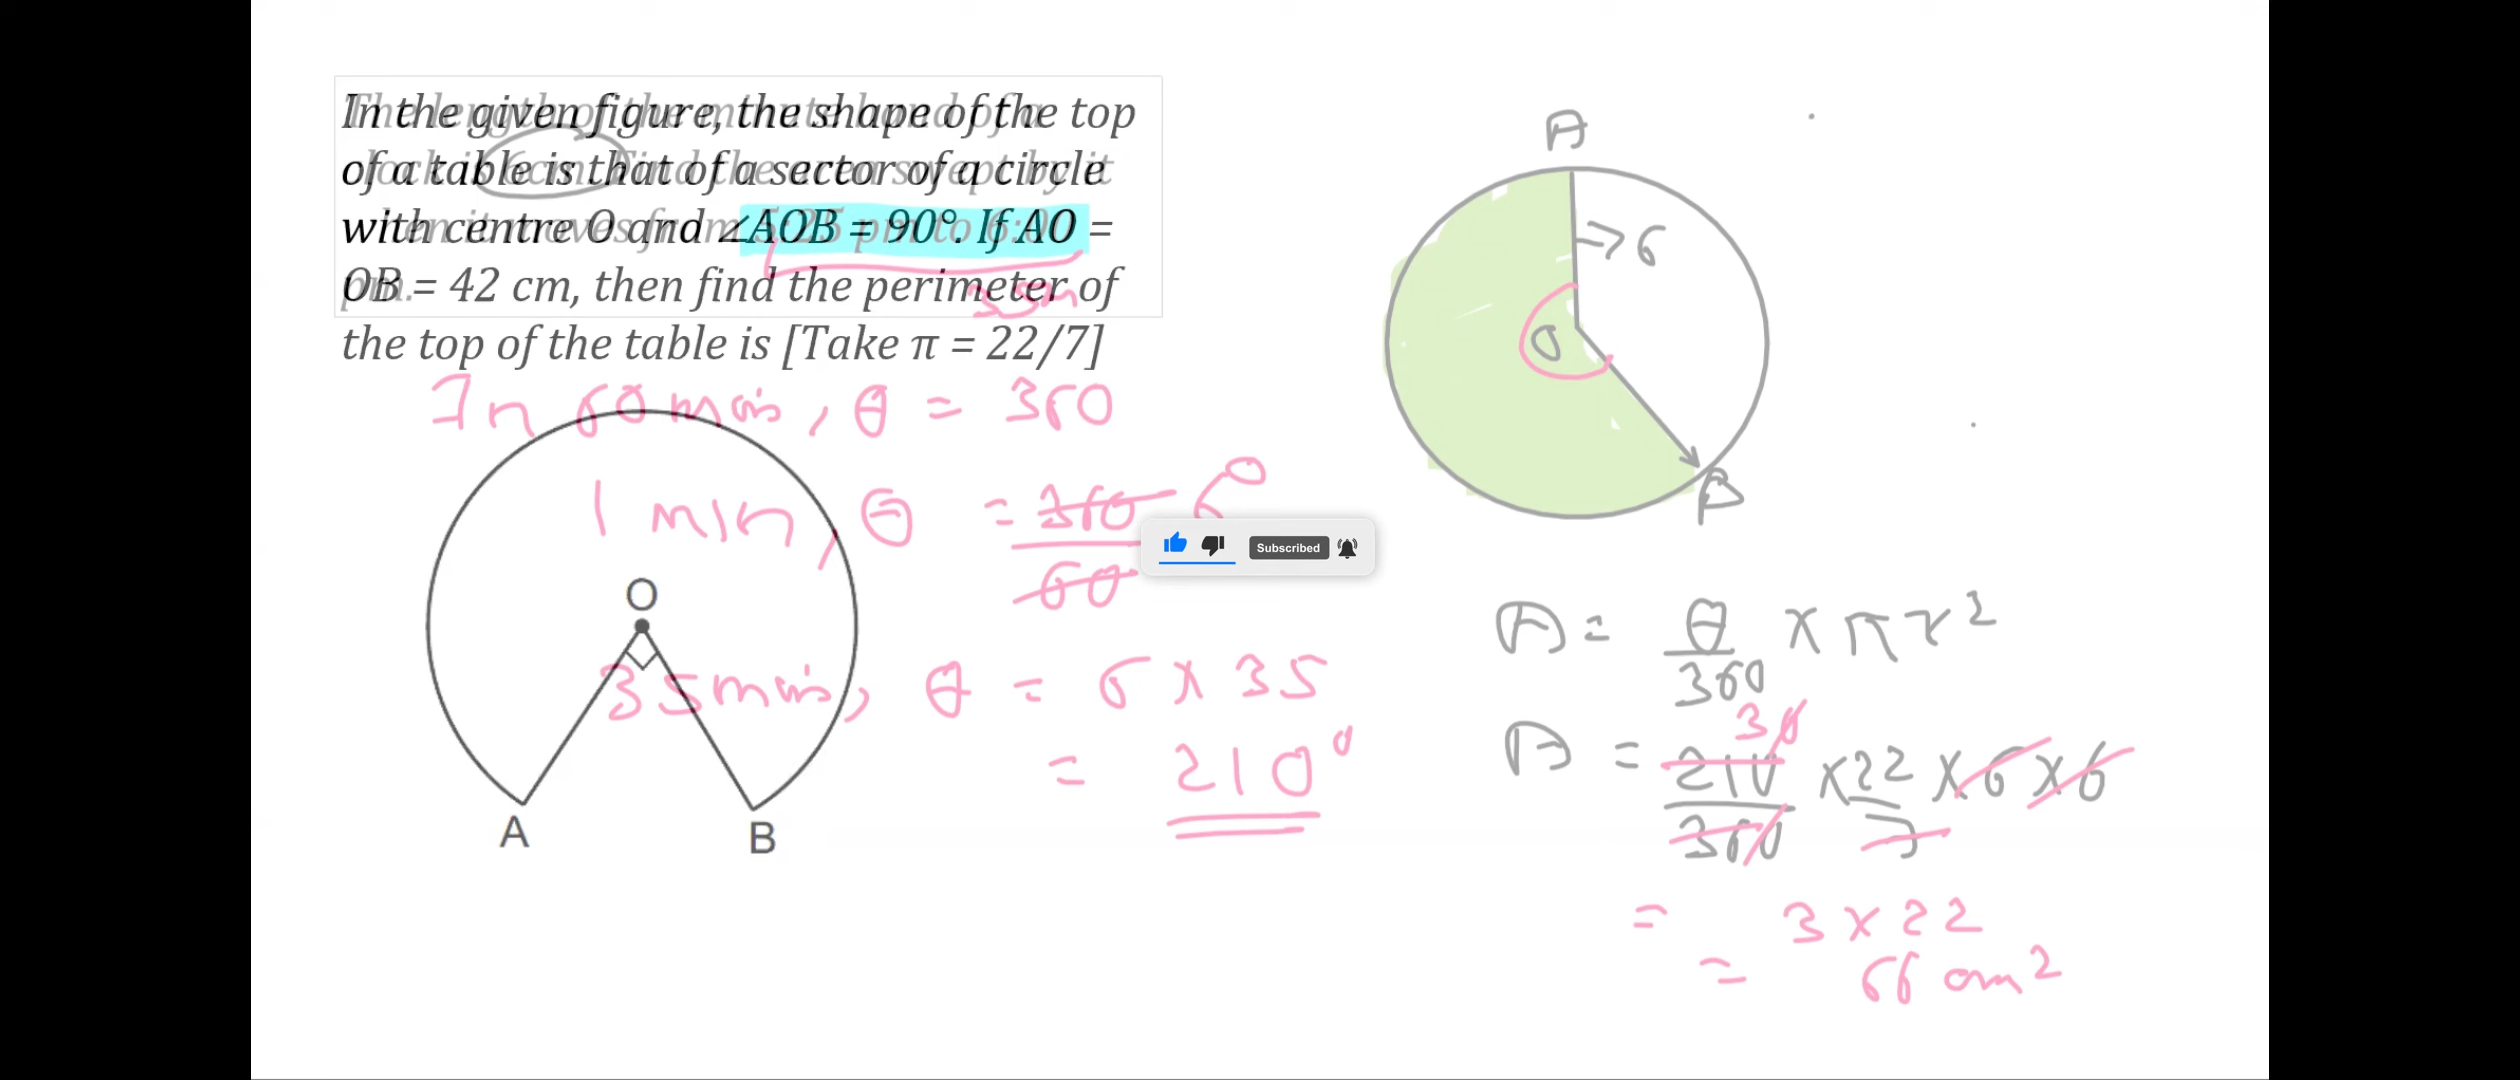 In the given figure, the shape of the top
of a table is that of a sector of a circle
with centre O and ∠AOB = 90°. If AO =
OB = 42 cm, then find the perimeter of
the top of the table is [Take π = 22/7]
35m
In 60 mins, θ = 360
1 min, θ = 360/60 6°
35 mins, θ = 6 × 35
= 210°
O
A
B
A
⇒ 6
O
B
Subscribed
A = θ/360 × πr²
30
A = 210/360 × 22/7 × 6 × 6
= 3 × 22
= 66 cm²